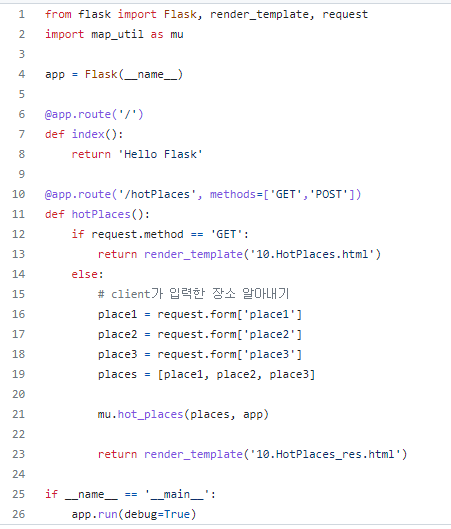 1 from flask import Flask, render_template, request
2 import map_util as mu
3
4 app = Flask(__name__)
5
6 @app.route('/')
7 def index():
8     return 'Hello Flask'
9
10 @app.route('/hotPlaces', methods=['GET','POST'])
11 def hotPlaces():
12     if request.method == 'GET':
13         return render_template('10.HotPlaces.html')
14     else:
15         # client가 입력한 장소 알아내기
16         place1 = request.form['place1']
17         place2 = request.form['place2']
18         place3 = request.form['place3']
19         places = [place1, place2, place3]
20
21         mu.hot_places(places, app)
22
23         return render_template('10.HotPlaces_res.html')
24
25 if __name__ == '__main__':
26     app.run(debug=True)